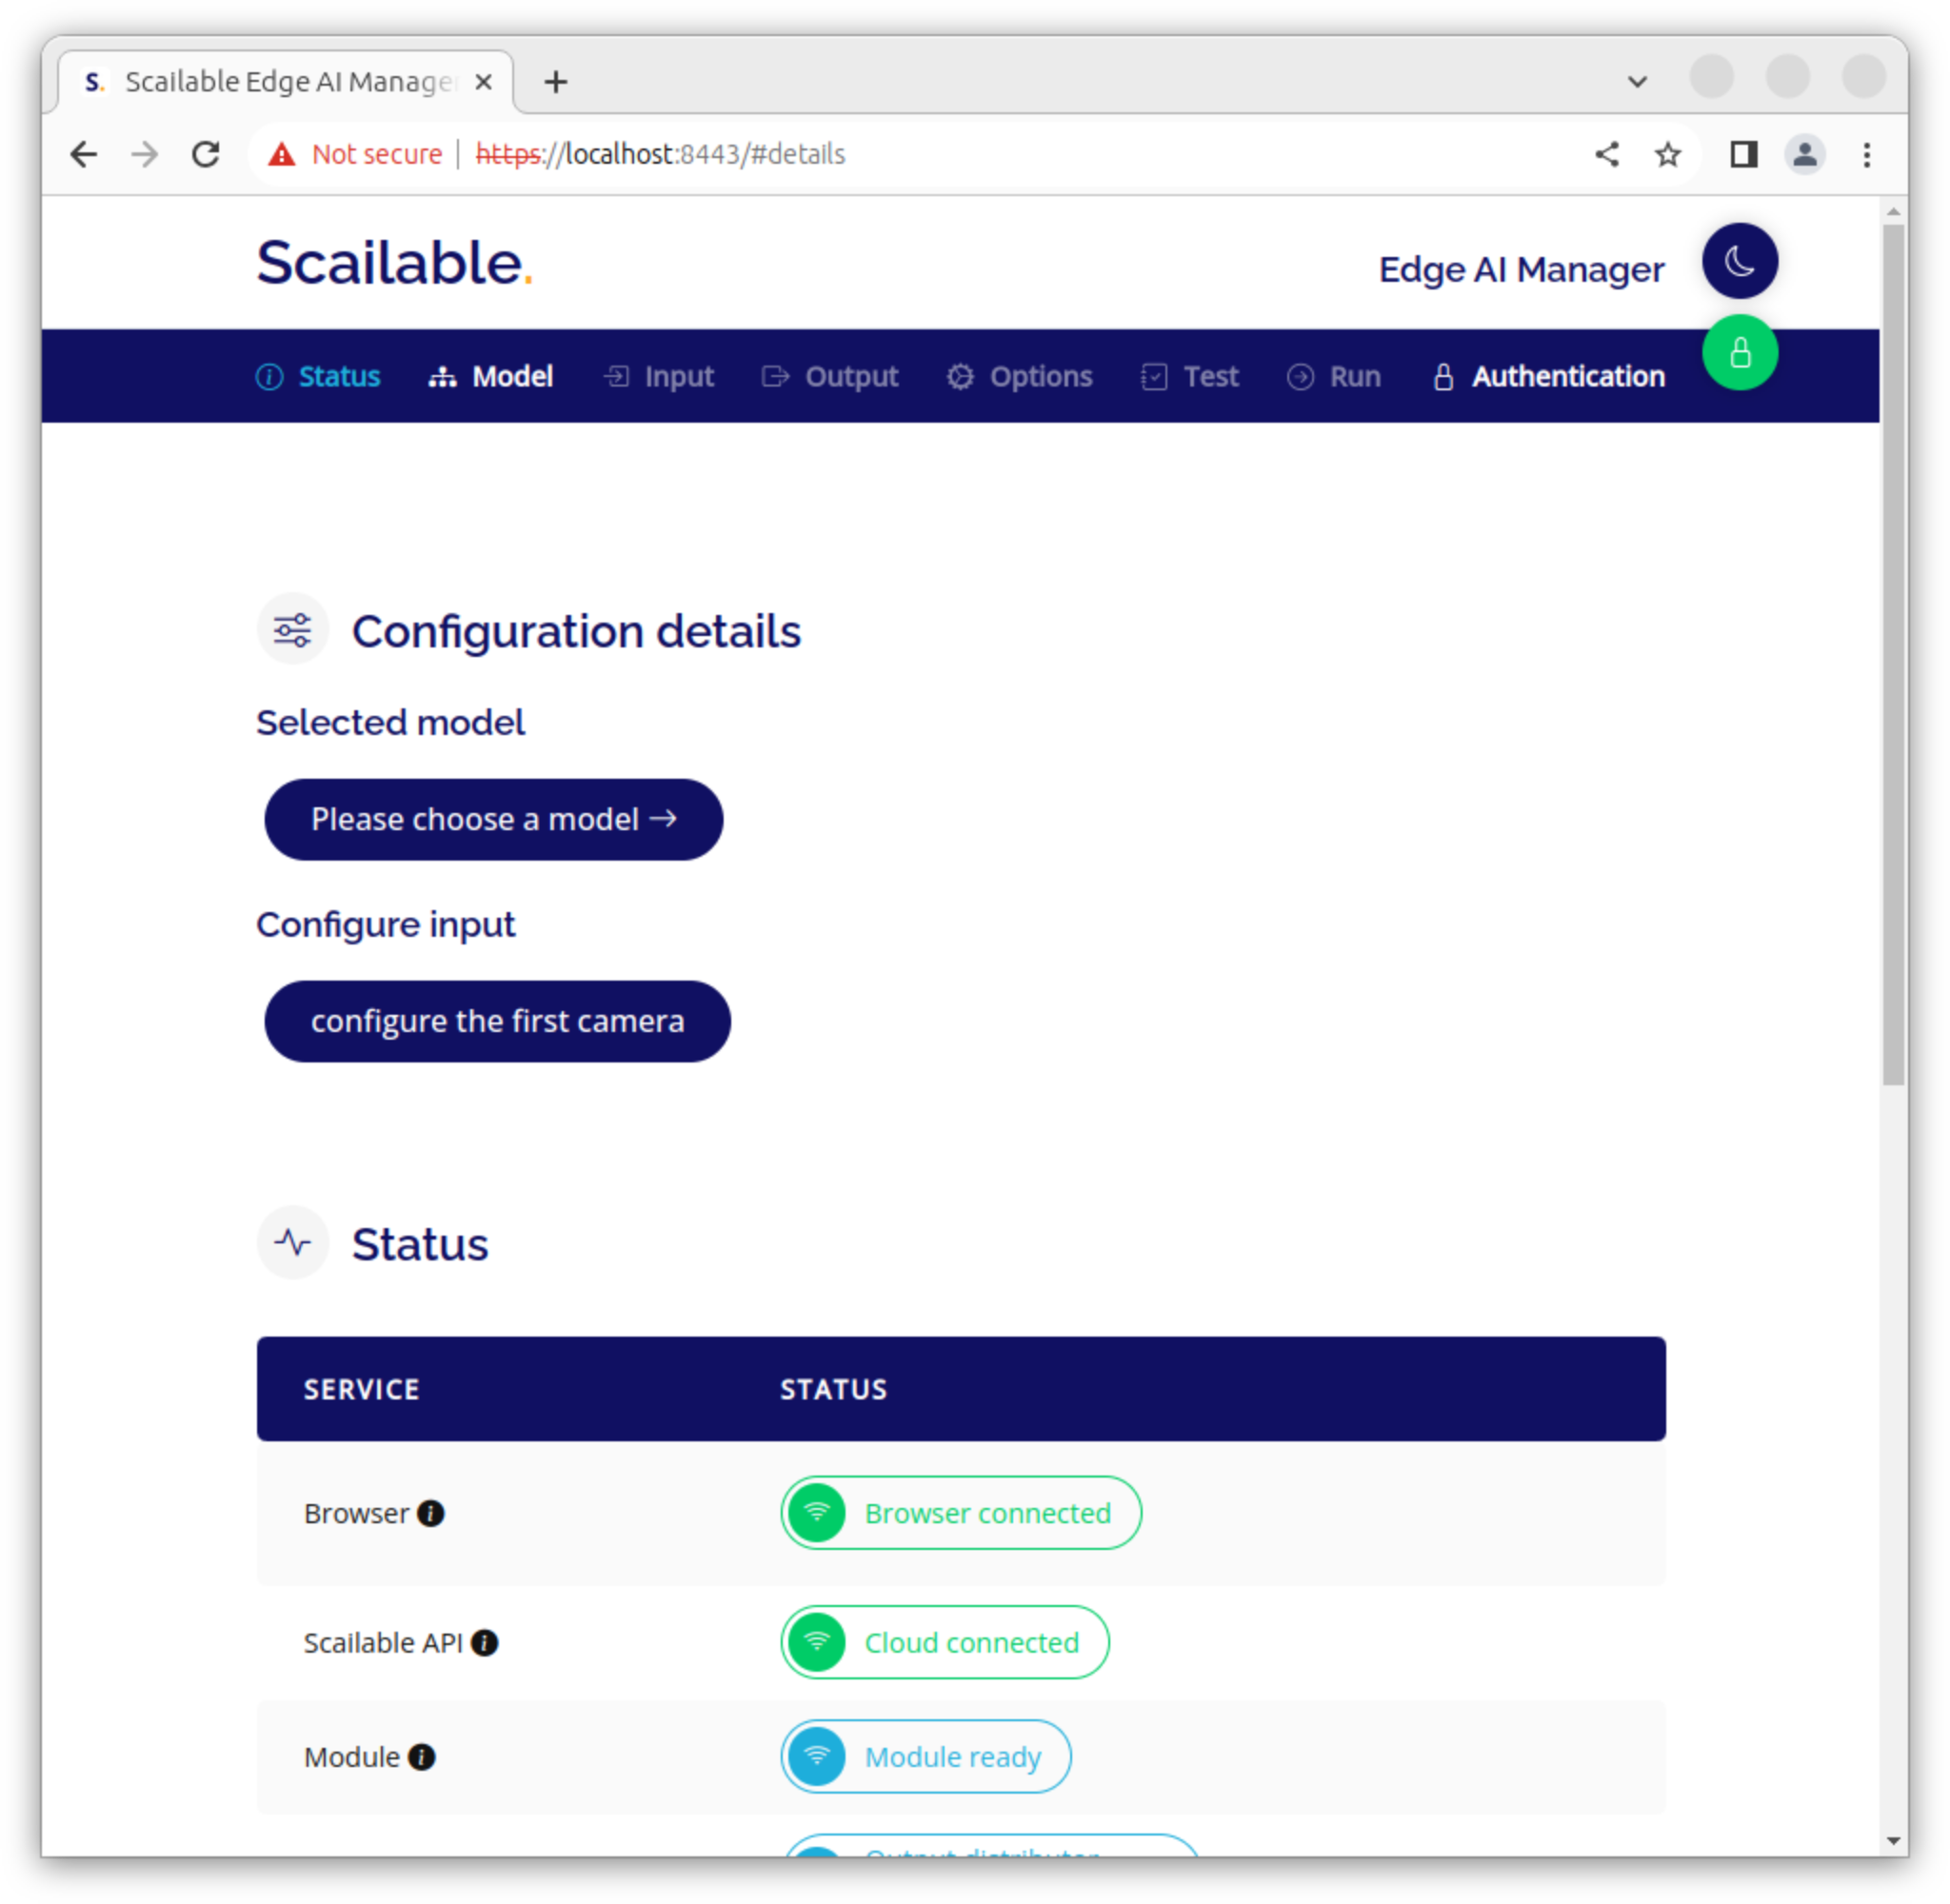 S. Scailable Edge AI Manage
Not secure | https://localhost:8443/#details
Scailable.
Edge AI Manager
Status Model Input Output Options Test Run Authentication
Configuration details
Selected model
Please choose a model →
Configure input
configure the first camera
Status
SERVICE STATUS
Browser Browser connected
Scailable API Cloud connected
Module Module ready
Output distributor